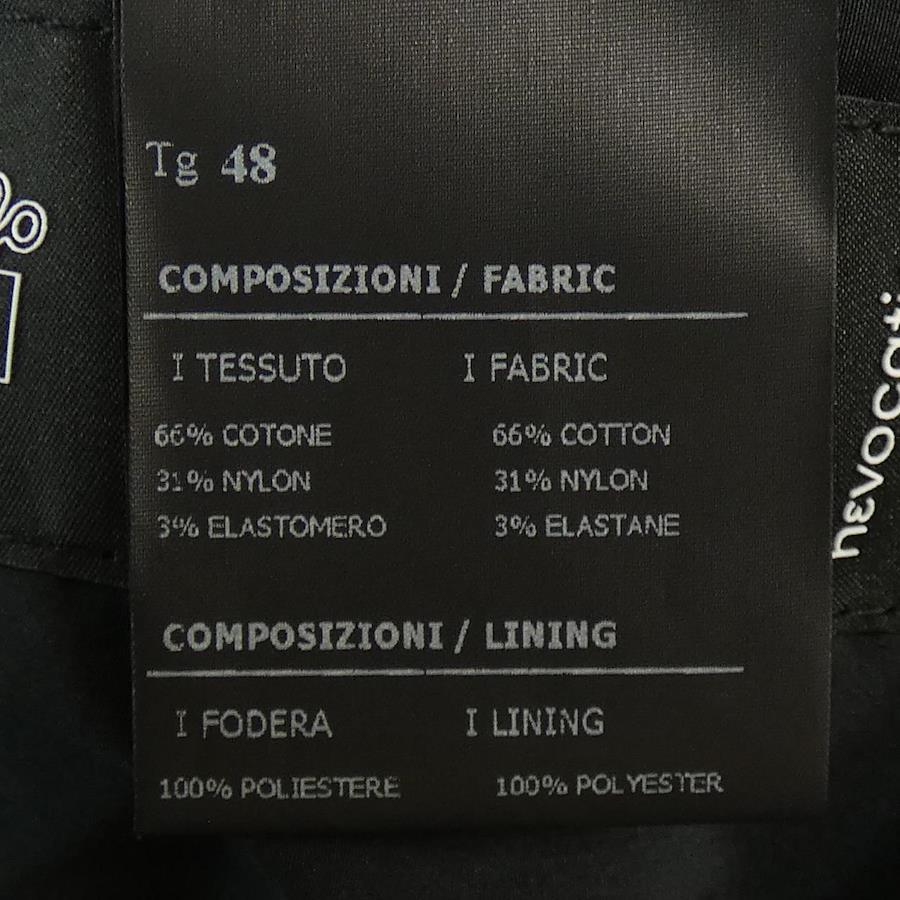 Tg 48
COMPOSIZIONI / FABRIC
I TESSUTO I FABRIC
66% COTONE 66% COTTON
31% NYLON 31% NYLON
3% ELASTOMERO 3% ELASTANE
COMPOSIZIONI / LINING
I FODERA I LINING
100% POLIESTERE 100% POLYESTER
%